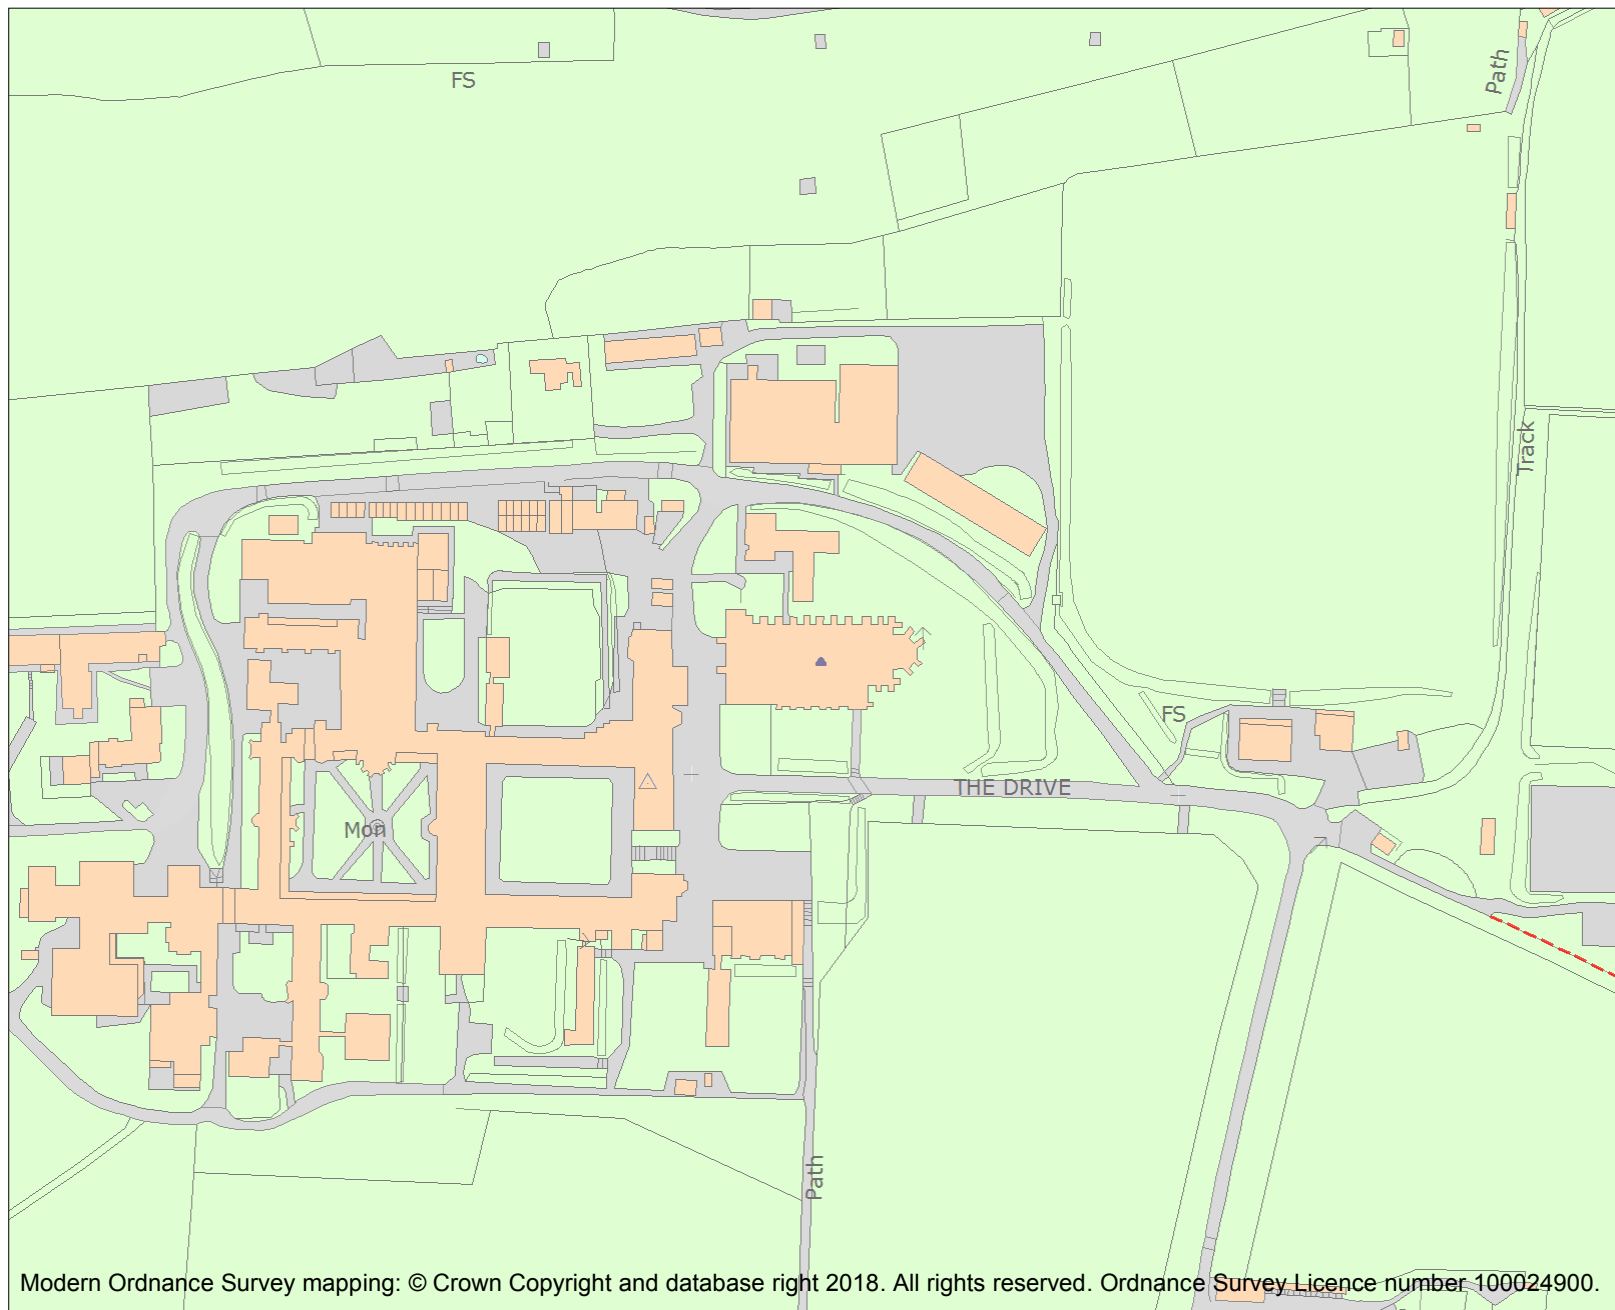 FS
Path
Track
FS
THE DRIVE
Mon
Path
Modern Ordnance Survey mapping: © Crown Copyright and database right 2018. All rights reserved. Ordnance Survey Licence number 100024900.